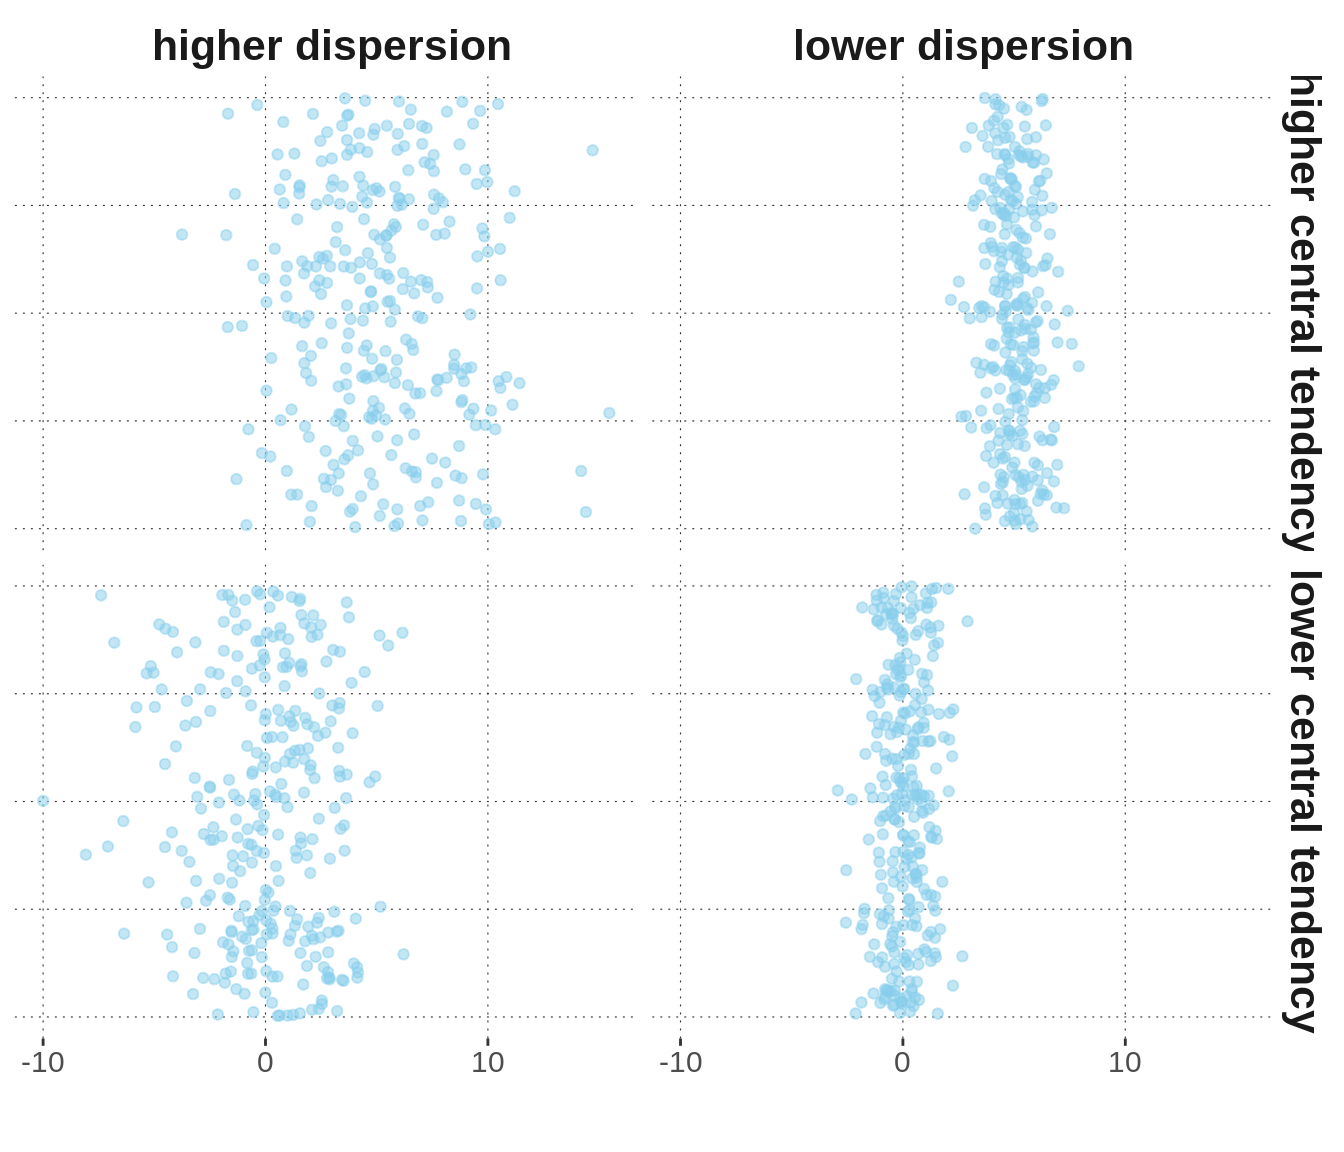 higher dispersion
lower dispersion
higher central tendency
lower central tendency
-10 0 10
-10 0 10